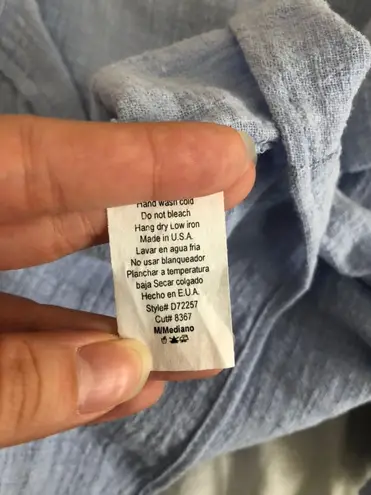 Hand wash cold
Do not bleach
Hang dry Low iron
Made in U.S.A.
Lavar en agua fria
No usar blanqueador
Planchar a temperatura
baja Secar colgado
Hecho en E.U.A.
Style# D72257
Cut# 8367
M/Mediano